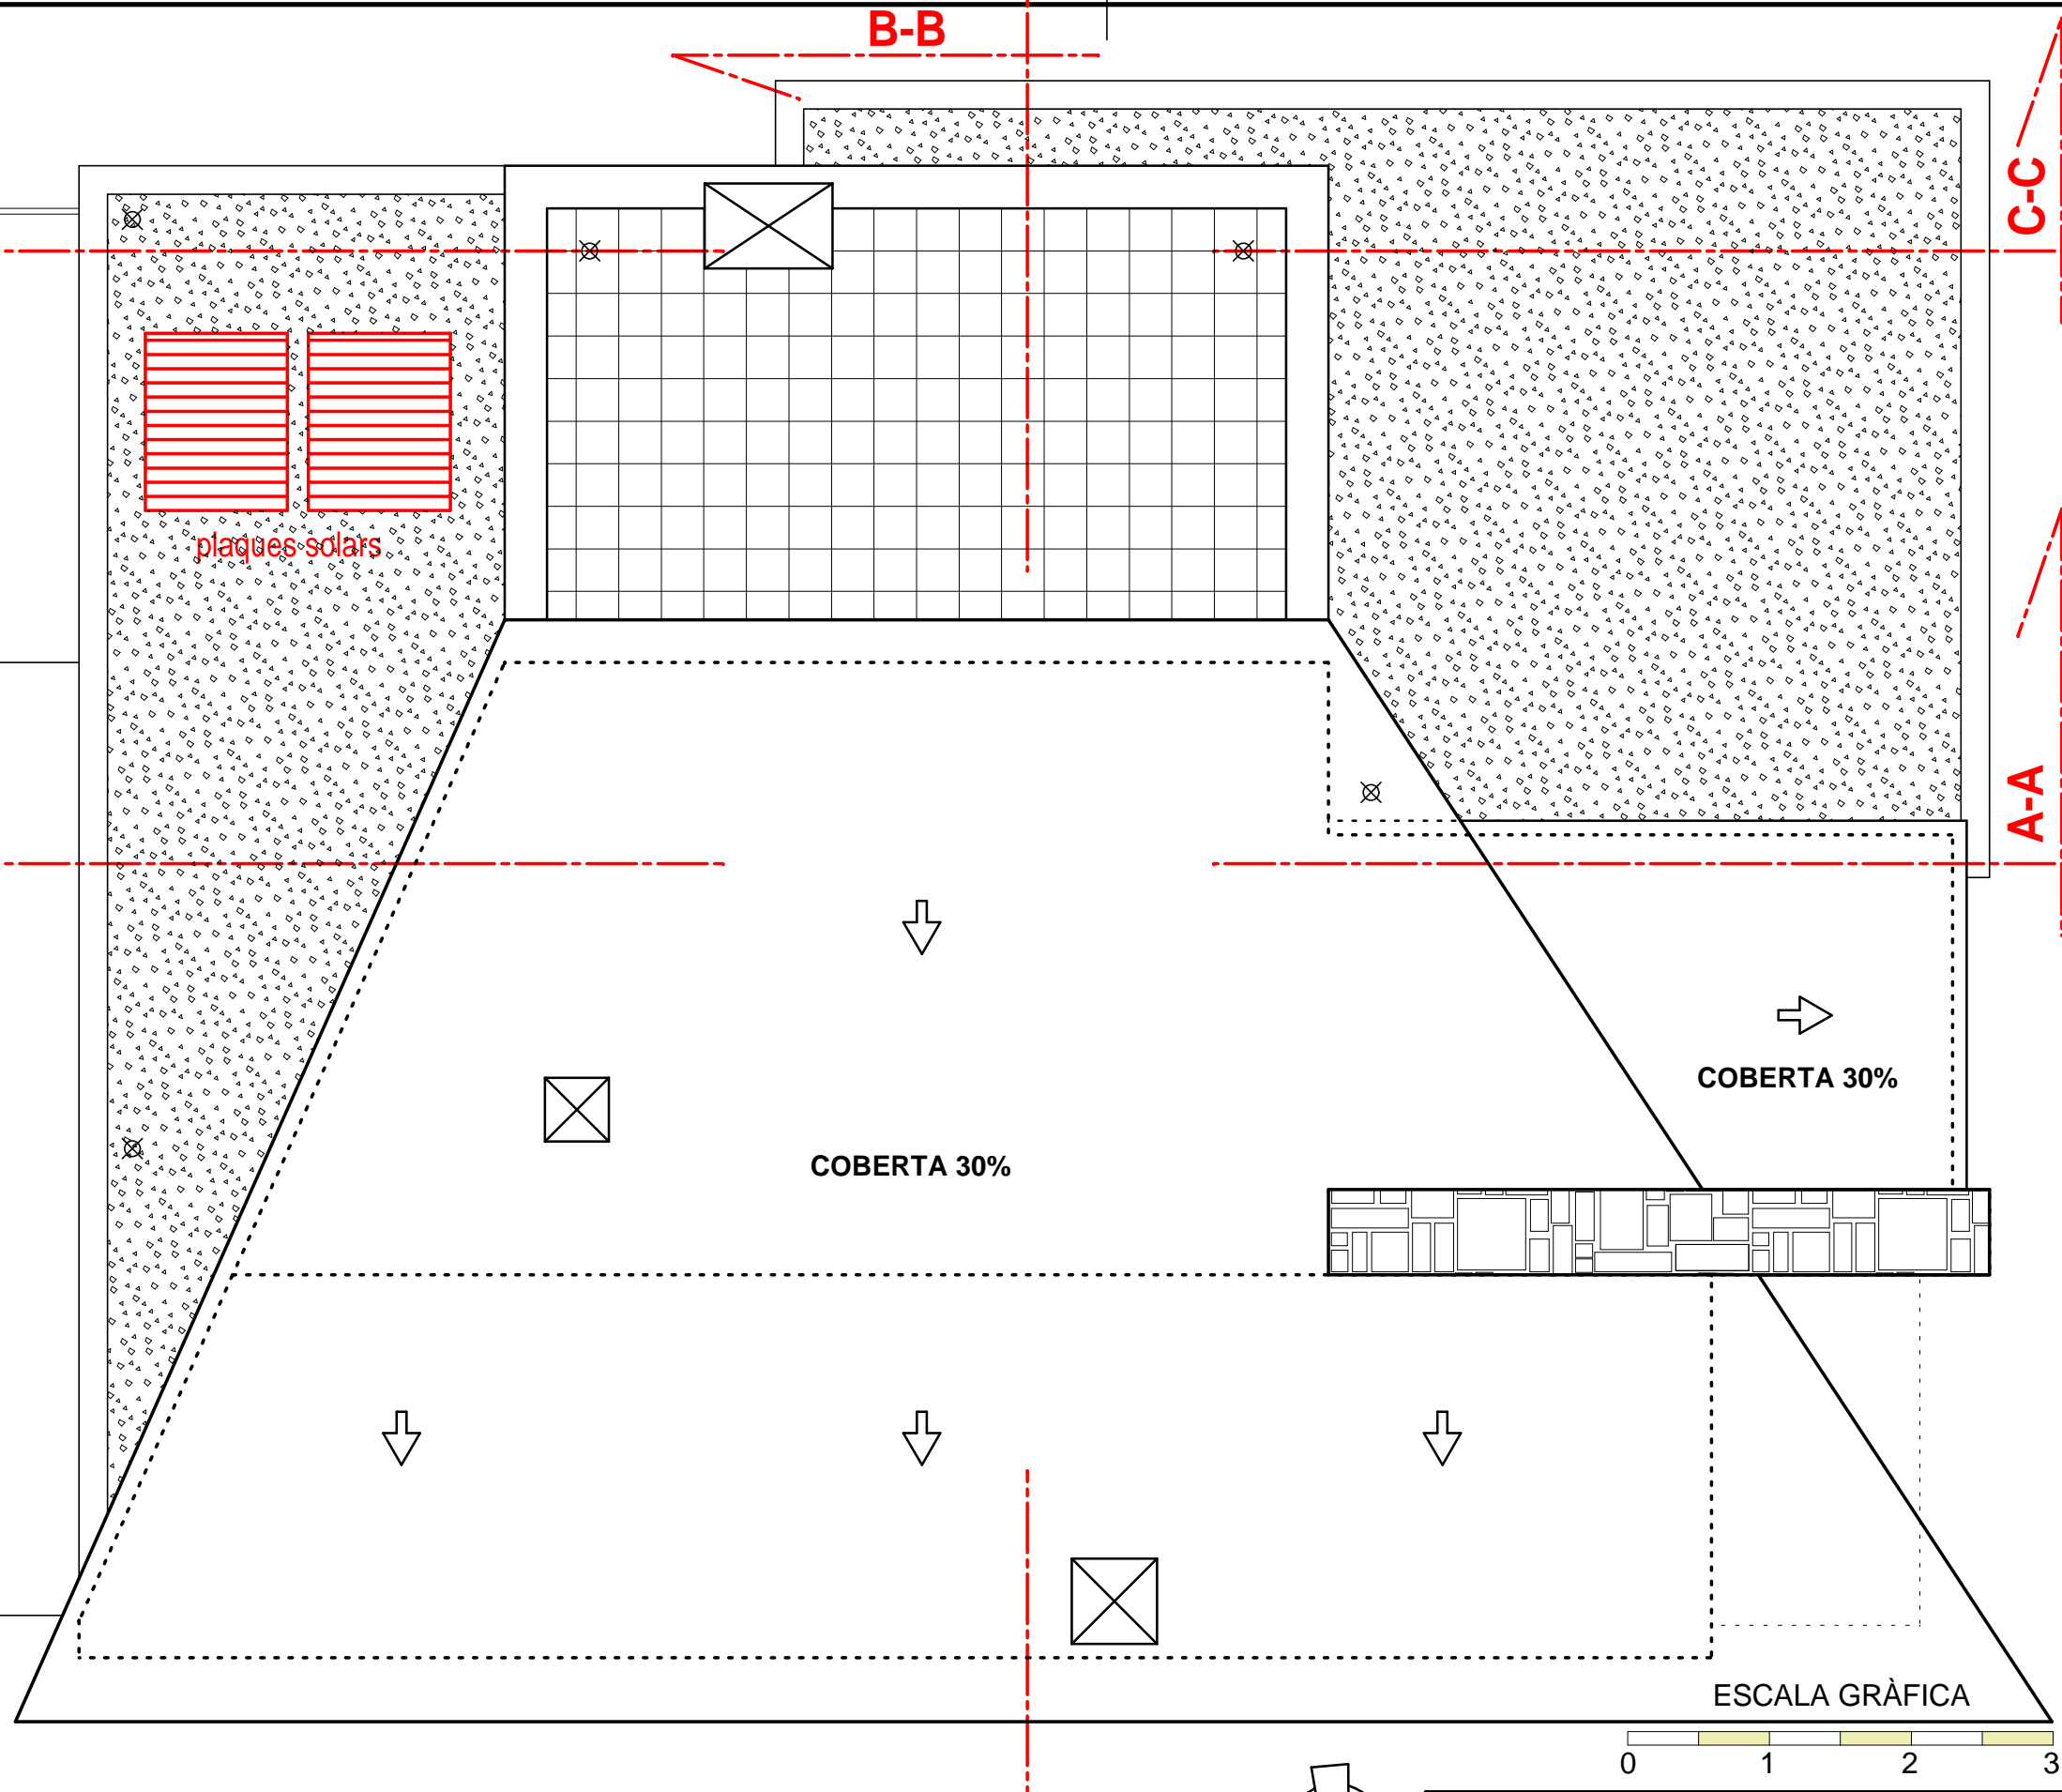 B-B
C-C
plaques solars
A-A
COBERTA 30%
COBERTA 30%
ESCALA GRÀFICA
0 1 2 3